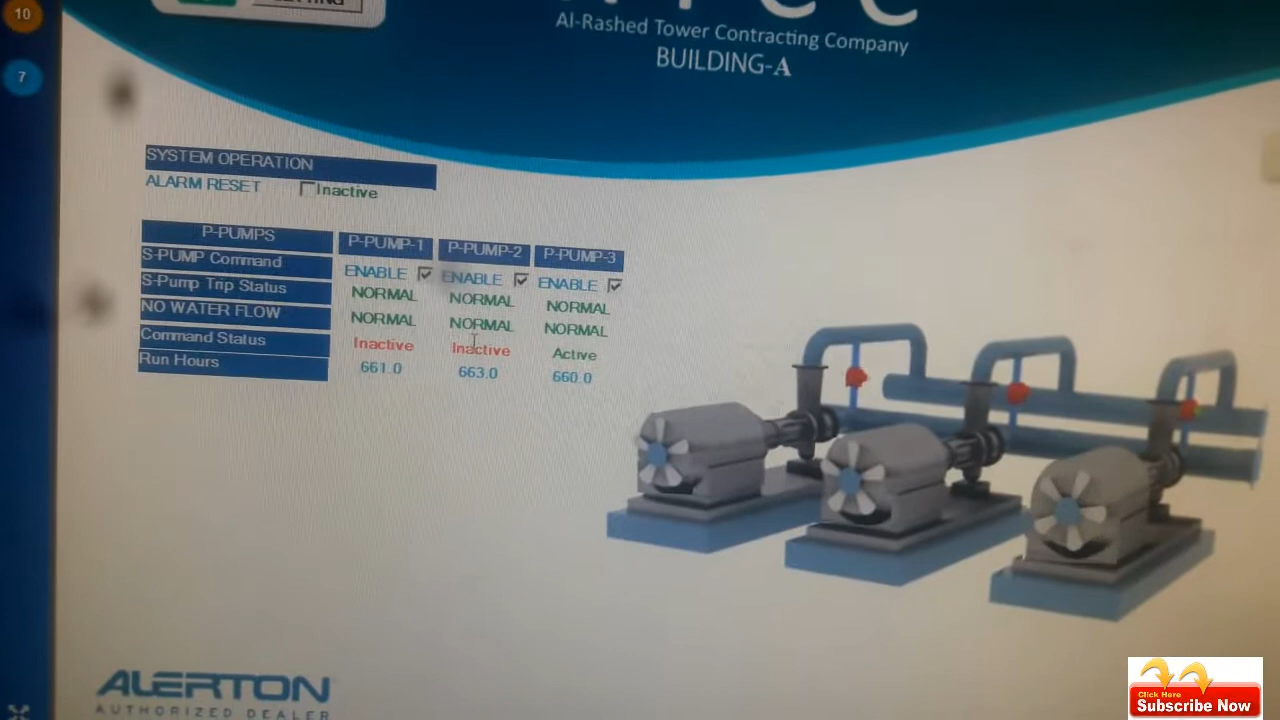 10
7
Al-Rashed Tower Contracting Company
BUILDING-A
SYSTEM OPERATION
ALARM RESET Inactive
P-PUMPS P-PUMP-1 P-PUMP-2 P-PUMP-3
S-PUMP Command ENABLE ENABLE ENABLE
S-Pump Trip Status NORMAL NORMAL NORMAL
NO WATER FLOW NORMAL NORMAL NORMAL
Command Status Inactive Inactive Active
Run Hours 661.0 663.0 660.0
ALERTON
AUTHORIZED DEALER
Click Here
Subscribe Now